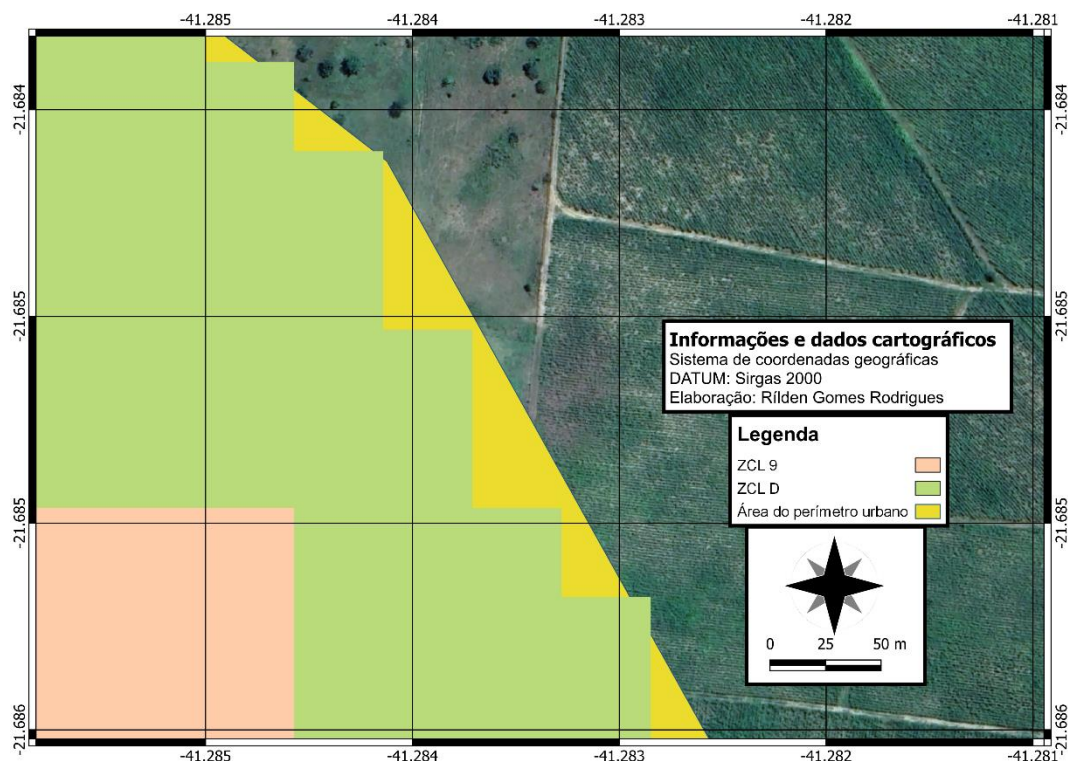 -41.285 -41.284 -41.283 -41.282 -41.281
-21.684 -21.684
-21.685 -21.685
Informações e dados cartográficos
Sistema de coordenadas geográficas
DATUM: Sirgas 2000
Elaboração: Rílden Gomes Rodrigues
Legenda
ZCL 9
ZCL D
Área do perímetro urbano
-21.685 -21.685
0 25 50 m
-21.686 -21.686
-41.285 -41.284 -41.283 -41.282 -41.281